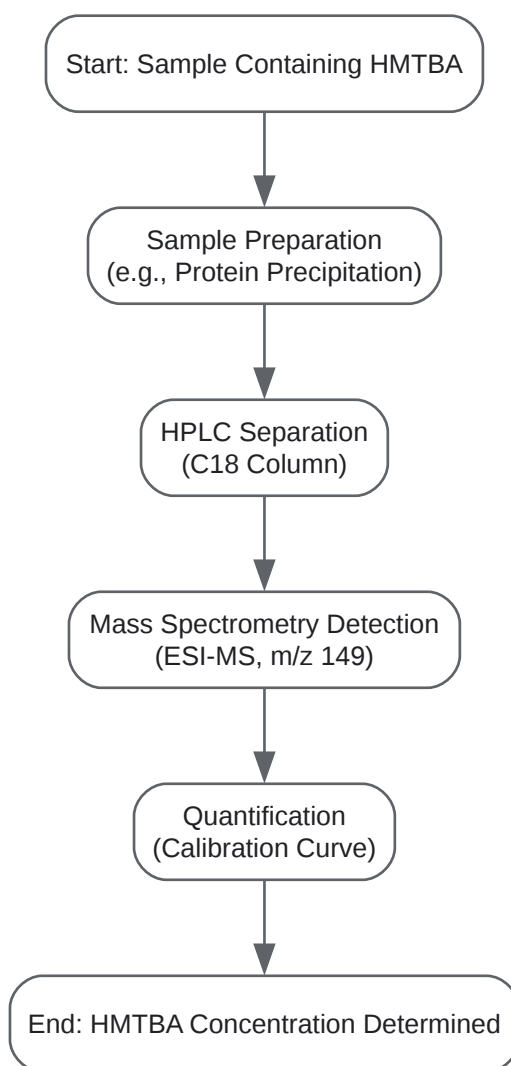 Start: Sample Containing HMTBA
Sample Preparation
(e.g., Protein Precipitation)
HPLC Separation
(C18 Column)
Mass Spectrometry Detection
(ESI-MS, m/z 149)
Quantification
(Calibration Curve)
End: HMTBA Concentration Determined